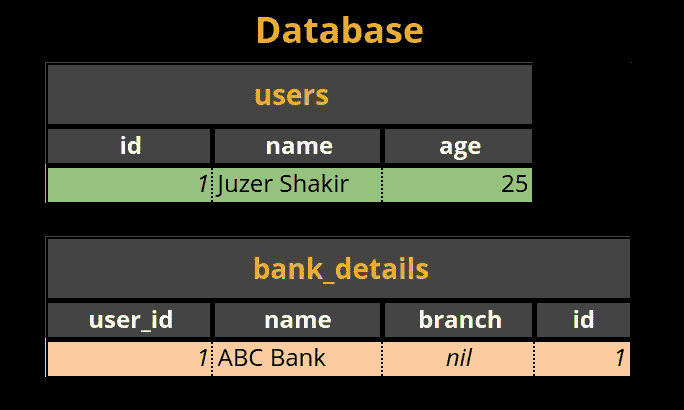 Database
users
id name age
1 Juzer Shakir 25
bank_details
user_id name branch id
1 ABC Bank nil 1